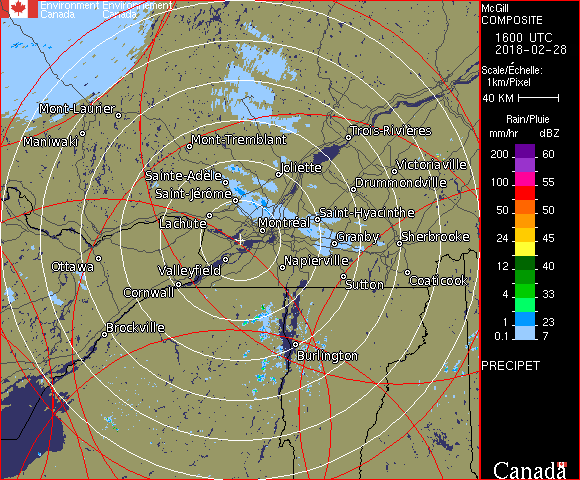 Environment Environnement
Canada Canada
McGill
COMPOSITE
1600 UTC
2018-02-28
Scale/Échelle:
1km/Pixel
40 KM
Rain/Pluie
mm/hr dBZ
200 60
100 55
50 50
24 45
12 40
4 33
1 23
0.1 7
PRECIPET
Canada
Mont-Laurier
Maniwaki
Mont-Tremblant
Trois-Rivières
Sainte-Adèle
Joliette
Victoriaville
Saint-Jérôme
Drummondville
Lachute
Montréal
Saint-Hyacinthe
Granby
Sherbrooke
Ottawa
Valleyfield
Napierville
Cornwall
Sutton
Coaticook
Brockville
Burlington